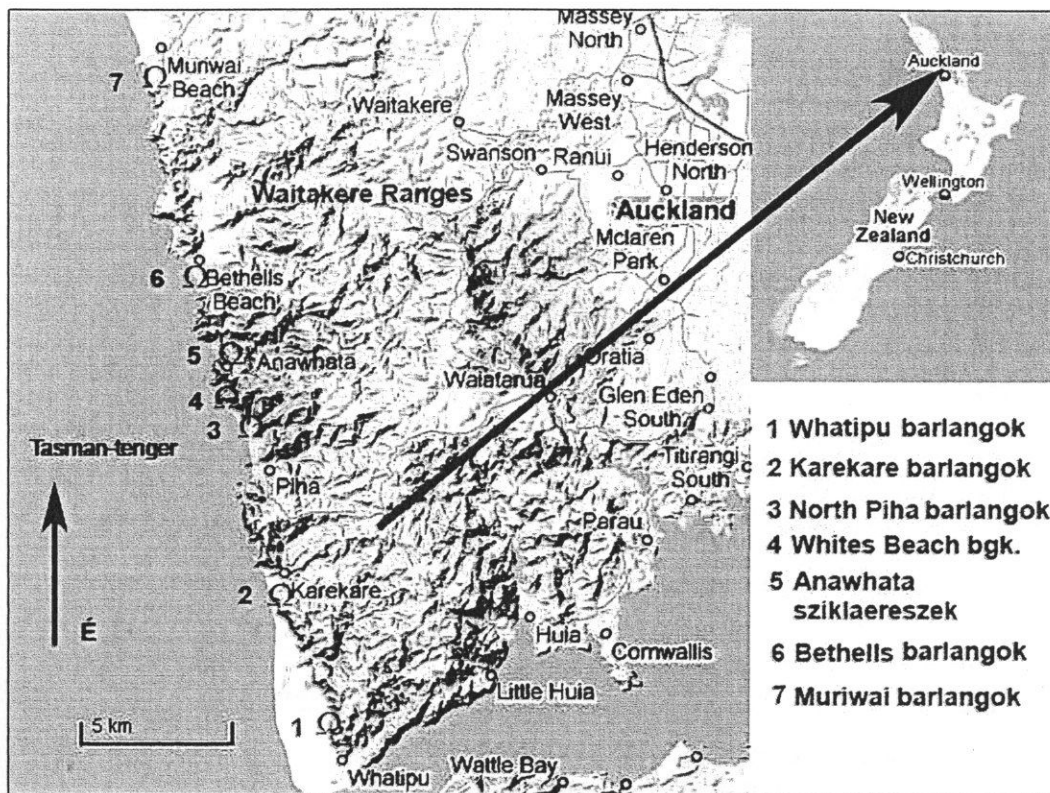 Massey
North
7
Muriwai
Beach
Waitakere
Massey
West
Swanson
Ranui
Henderson
North
Waitakere Ranges
Auckland
Mclaren
Park
6
Bethells
Beach
5
Anawhata
Oratia
Waiatarua
4
Glen Eden
South
3
Tasman-tenger
Piha
Titirangi
South
Parau
2
Karekare
É
Huia
Cornwallis
Little Huia
1
5 km
Whatipu
Wattle Bay
Auckland
Wellington
New
Zealand
Christchurch
1 Whatipu barlangok
2 Karekare barlangok
3 North Piha barlangok
4 Whites Beach bgk.
5 Anawhata
sziklaereszek
6 Bethells barlangok
7 Muriwai barlangok